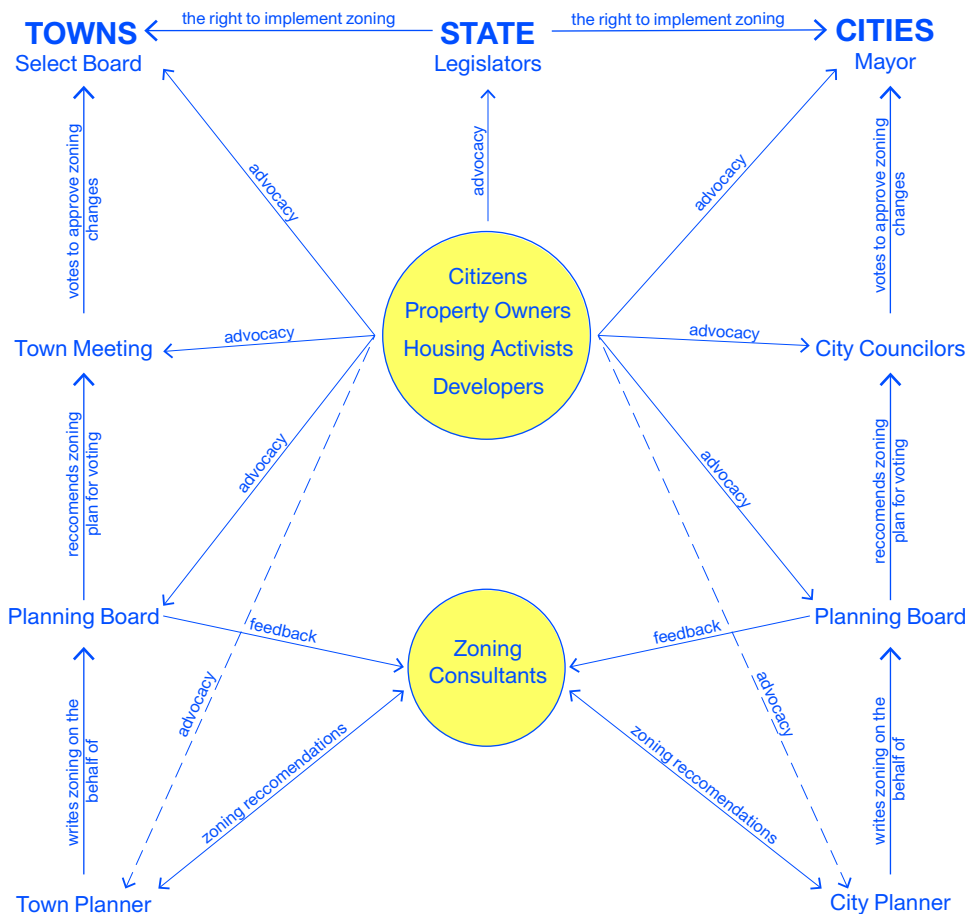 the right to implement zoning
the right to implement zoning
TOWNS
STATE
CITIES
Select Board
Legislators
Mayor
votes to approve zoning
changes
advocacy
advocacy
advocacy
votes to approve zoning
changes
Citizens
Property Owners
Housing Activists
Developers
Town Meeting
advocacy
advocacy
City Councilors
reccomends zoning
plan for voting
advocacy
advocacy
reccomends zoning
plan for voting
Planning Board
feedback
feedback
Planning Board
Zoning
Consultants
writes zoning on the
behalf of
advocacy
zoning reccomendations
zoning reccomendations
advocacy
writes zoning on the
behalf of
Town Planner
City Planner